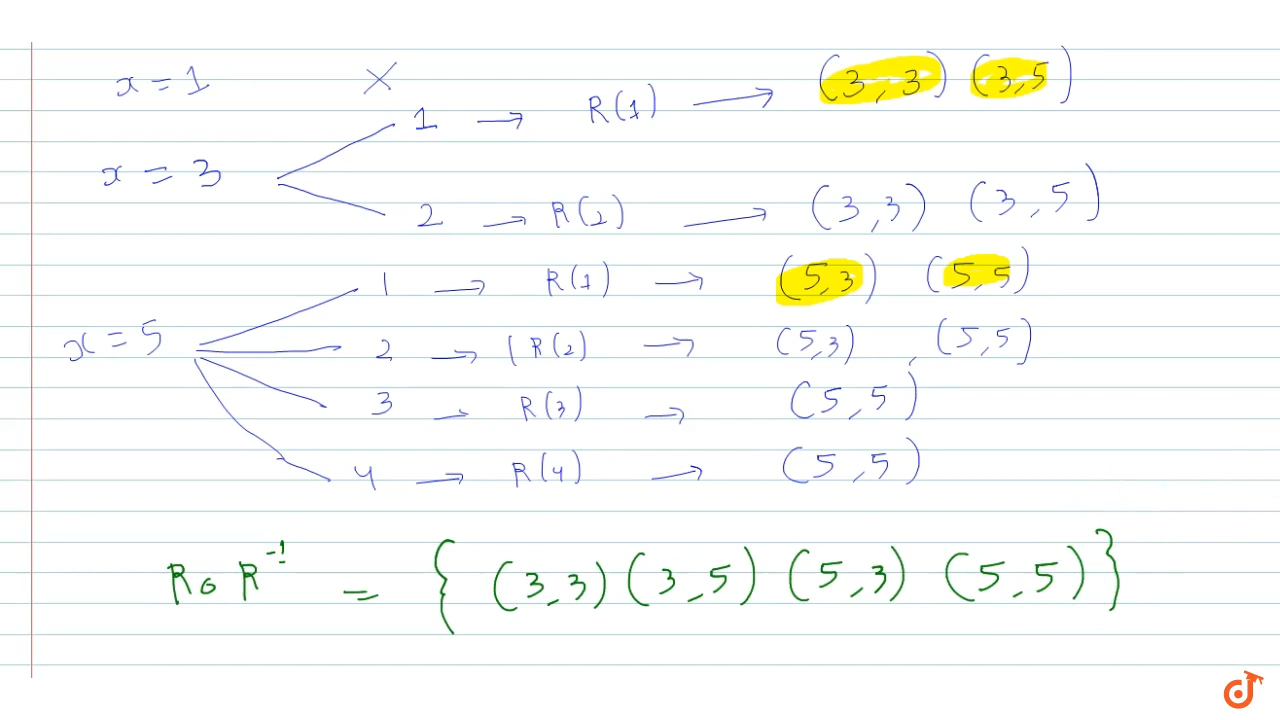 x = 1 ×
1 → R(1) → (3, 3) (3,5)
x = 3
2 → R(2) → (3,3) (3,5)
1 → R(1) → (5,3) (5,5)
x = 5
2 → (R(2) → (5,3) , (5,5)
3 → R(3) → (5,5)
4 → R(4) → (5,5)
R o R⁻¹ = { (3,3) (3,5) (5,3) (5,5) }